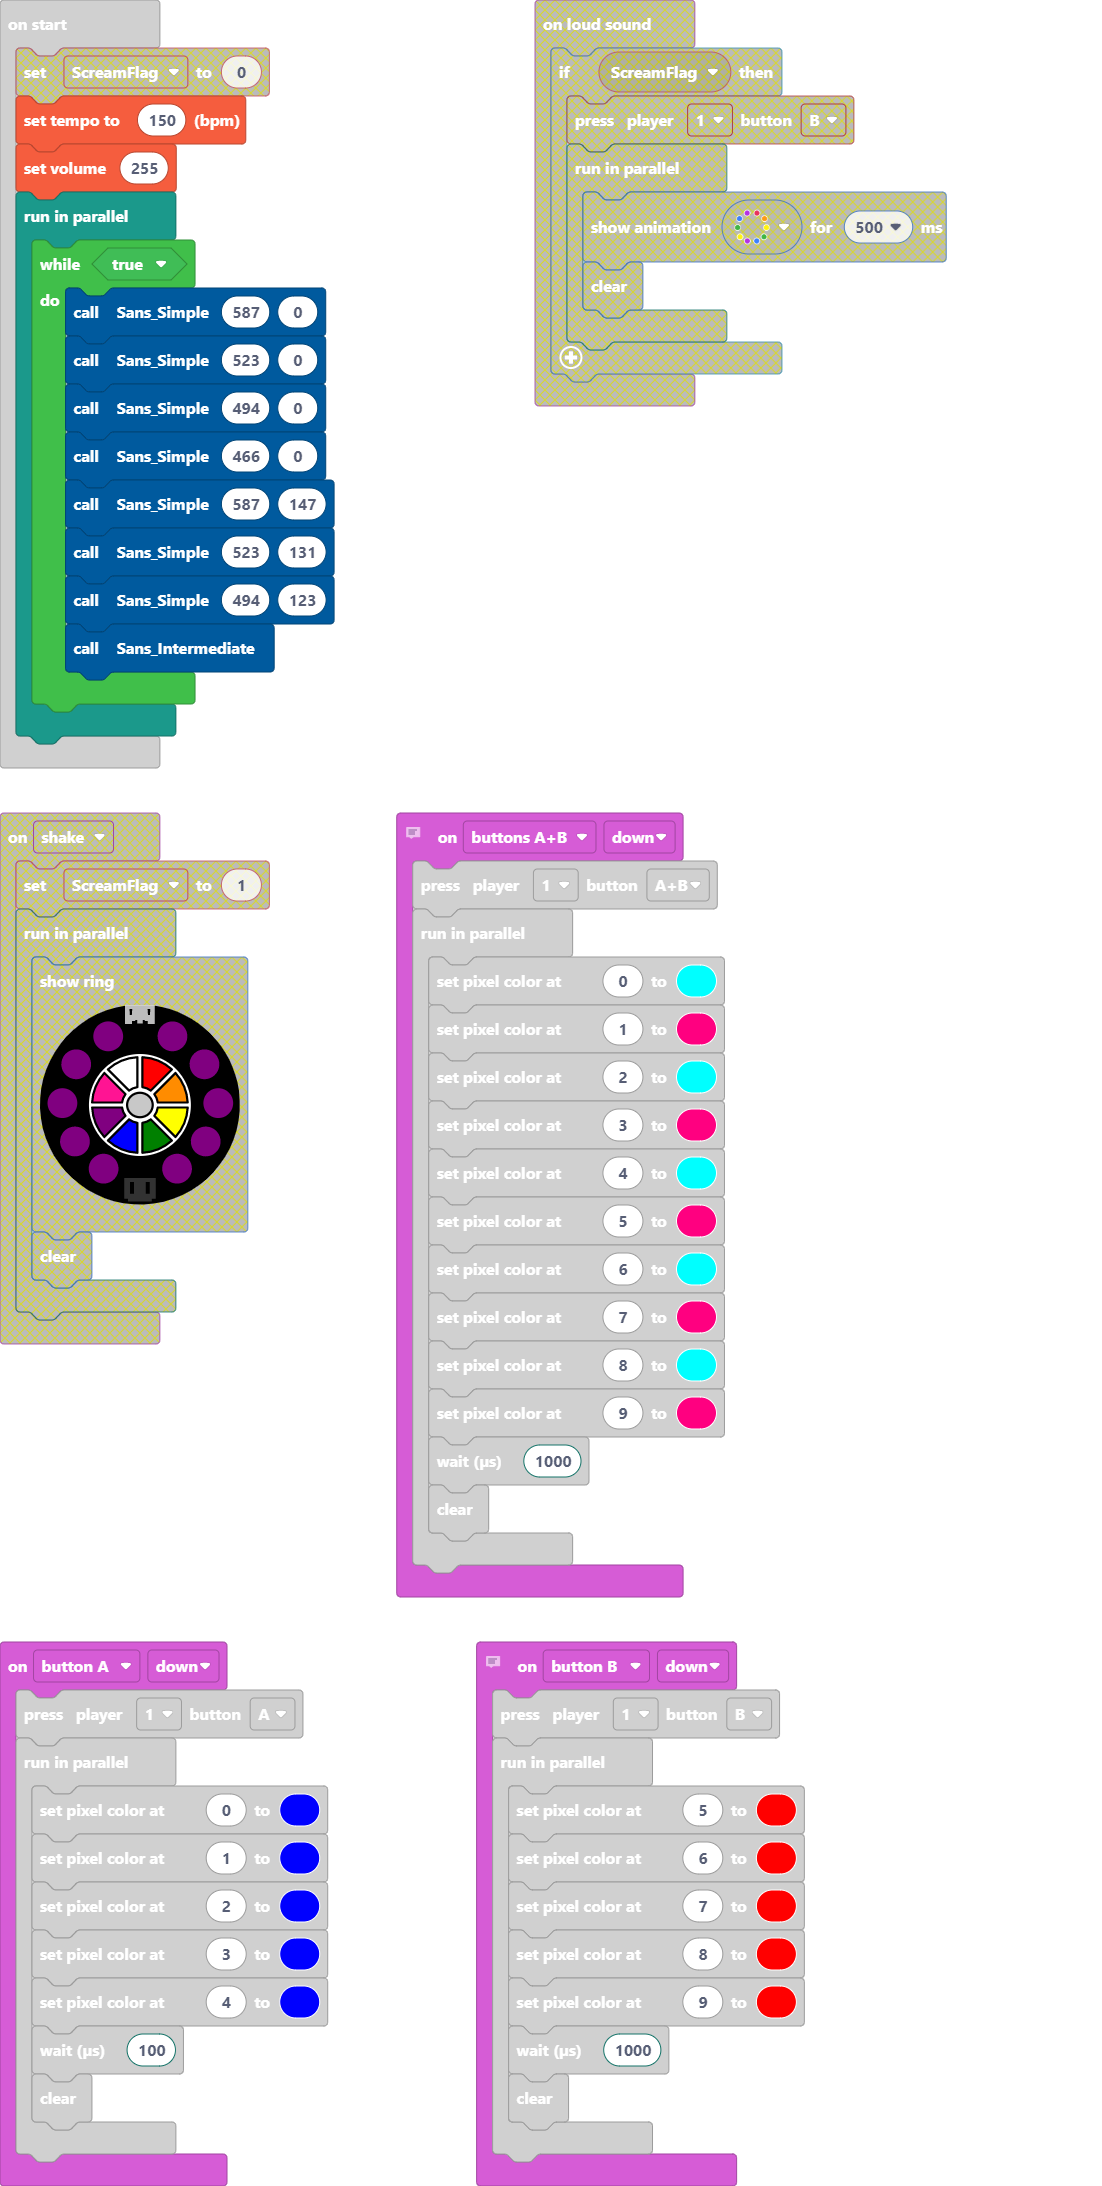 on start
set ScreamFlag to 0
set tempo to 150 (bpm)
set volume 255
run in parallel
while true
do
call Sans_Simple 587 0
call Sans_Simple 523 0
call Sans_Simple 494 0
call Sans_Simple 466 0
call Sans_Simple 587 147
call Sans_Simple 523 131
call Sans_Simple 494 123
call Sans_Intermediate
on loud sound
if ScreamFlag then
press player 1 button B
run in parallel
show animation for 500 ms
clear
on shake
set ScreamFlag to 1
run in parallel
show ring
clear
on buttons A+B down
press player 1 button A+B
run in parallel
set pixel color at 0 to
set pixel color at 1 to
set pixel color at 2 to
set pixel color at 3 to
set pixel color at 4 to
set pixel color at 5 to
set pixel color at 6 to
set pixel color at 7 to
set pixel color at 8 to
set pixel color at 9 to
wait (µs) 1000
clear
on button A down
press player 1 button A
run in parallel
set pixel color at 0 to
set pixel color at 1 to
set pixel color at 2 to
set pixel color at 3 to
set pixel color at 4 to
wait (µs) 100
clear
on button B down
press player 1 button B
run in parallel
set pixel color at 5 to
set pixel color at 6 to
set pixel color at 7 to
set pixel color at 8 to
set pixel color at 9 to
wait (µs) 1000
clear